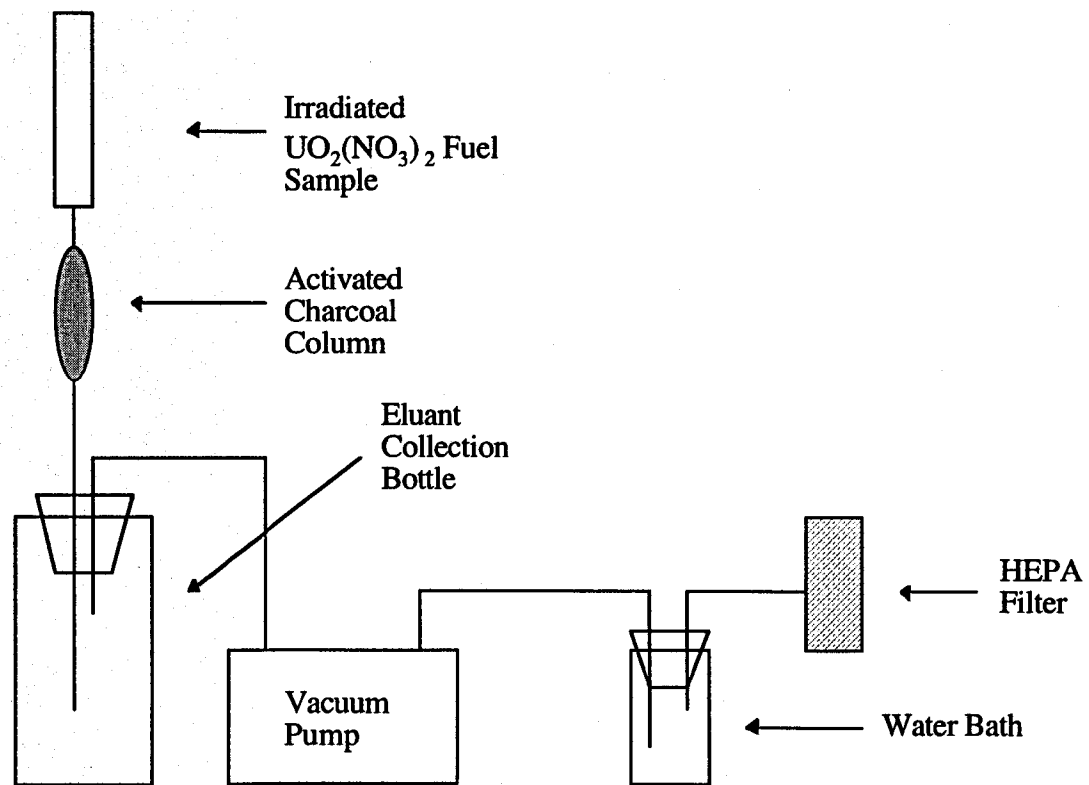 Irradiated
UO₂(NO₃)₂ Fuel
Sample
Activated
Charcoal
Column
Eluant
Collection
Bottle
HEPA
Filter
Vacuum
Pump
Water Bath